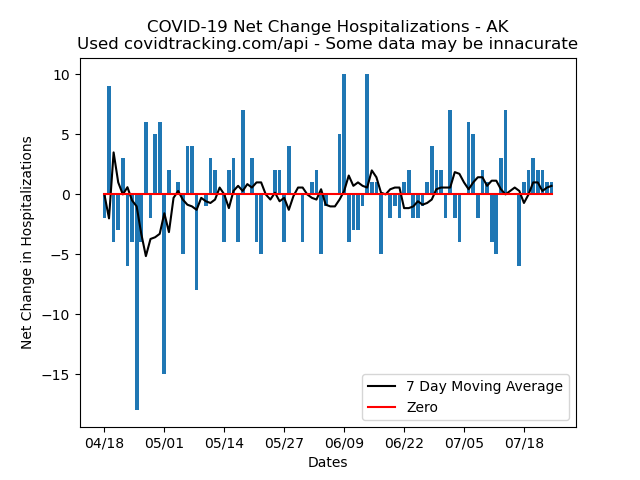 COVID-19 Net Change Hospitalizations - AK
Used covidtracking.com/api - Some data may be innacurate
Net Change in Hospitalizations
10
5
0
−5
−10
−15
04/18 05/01 05/14 05/27 06/09 06/22 07/05 07/18
Dates
7 Day Moving Average
Zero